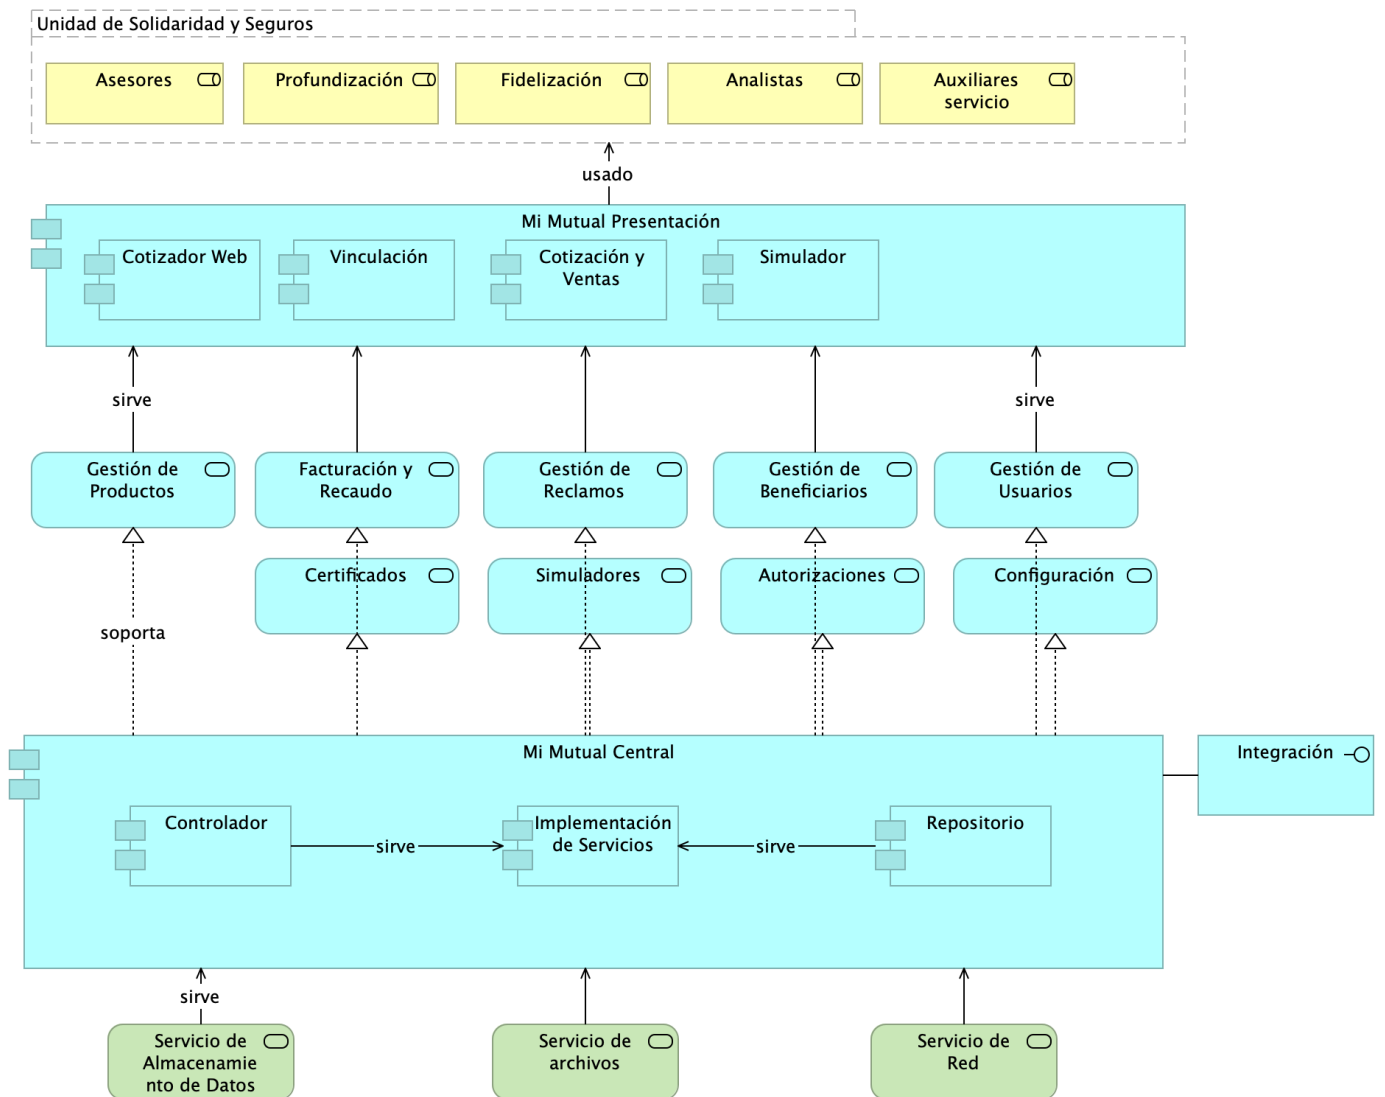 Unidad de Solidaridad y Seguros
Asesores
Profundización
Fidelización
Analistas
Auxiliares
servicio
usado
Mi Mutual Presentación
Cotizador Web
Vinculación
Cotización y
Ventas
Simulador
sirve
sirve
Gestión de
Productos
Facturación y
Recaudo
Gestión de
Reclamos
Gestión de
Beneficiarios
Gestión de
Usuarios
Certificados
Simuladores
Autorizaciones
Configuración
soporta
Mi Mutual Central
Integración
Controlador
sirve
Implementación
de Servicios
sirve
Repositorio
sirve
Servicio de
Almacenamie
nto de Datos
Servicio de
archivos
Servicio de
Red